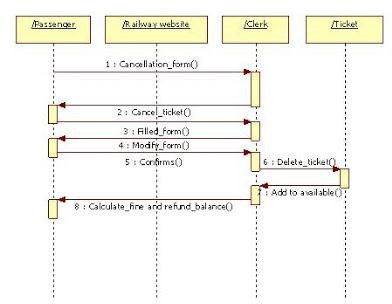 /Passenger
/Railway website
/Clerk
/Ticket
1 : Cancellation_form()
2 : Cancel_ticket()
3 : Filled_form()
4 : Modify_form()
5 : Confirms()
6 : Delete_ticket()
7 : Add to available()
8 : Calculate_fine and refund_balance()